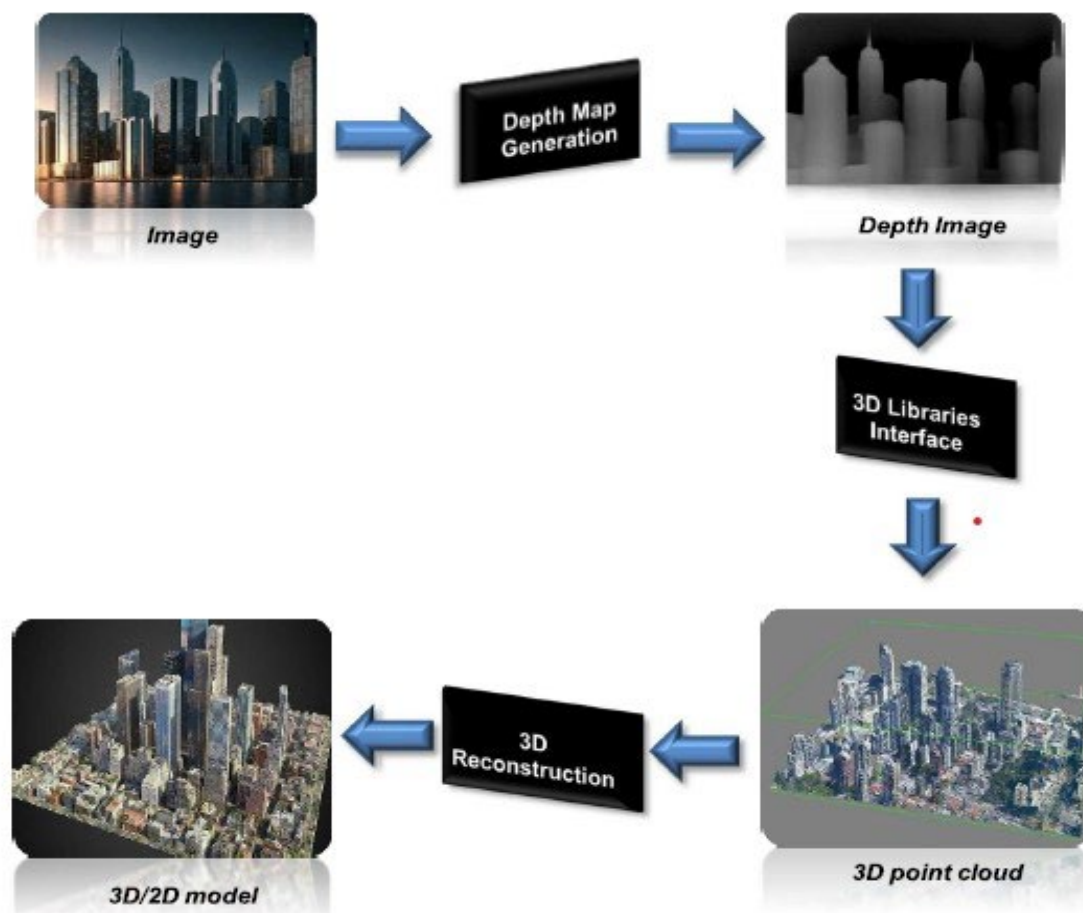 Depth Map
Generation
Image
Depth Image
3D Libraries
Interface
3D
Reconstruction
3D point cloud
3D/2D model